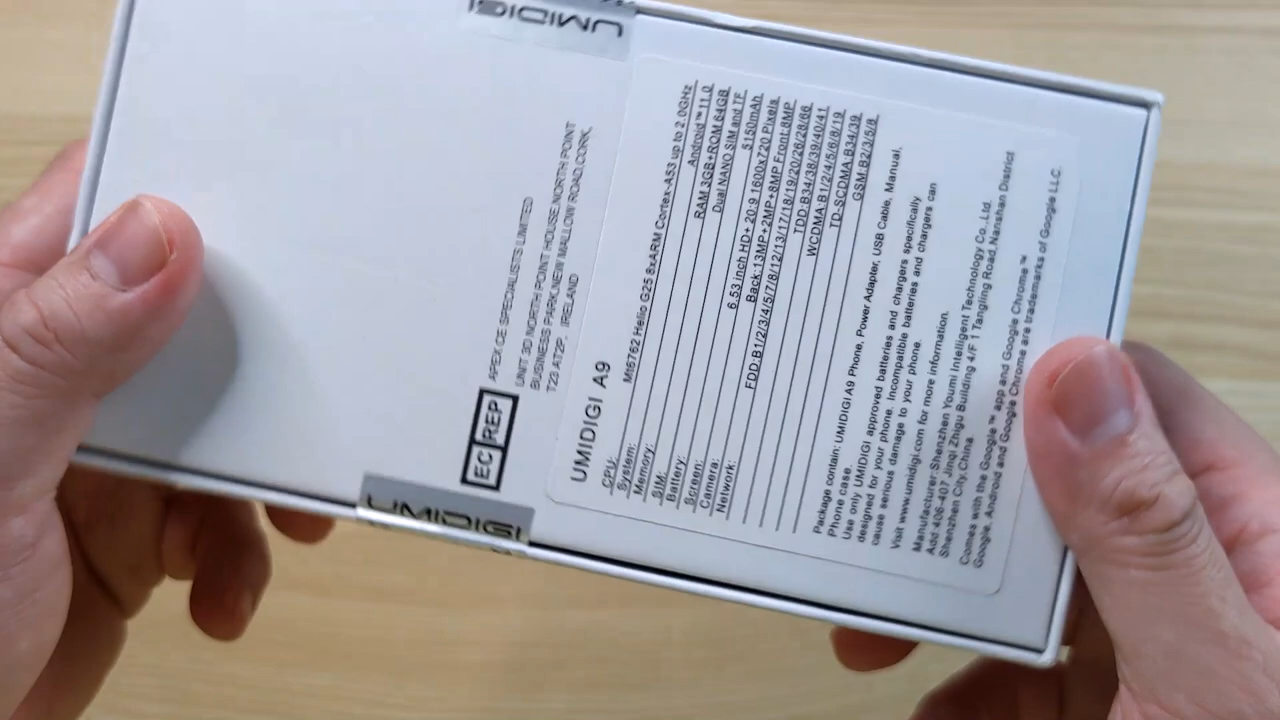 UMIDIGI
UMIDIGI
EC REP
APEX CE SPECIALISTS LIMITED
UNIT 3D NORTH POINT HOUSE,NORTH POINT
BUSINESS PARK,NEW MALLOW ROAD,CORK,
T23 AT2P, IRELAND
UMIDIGI A9
CPU: Mt6762 Helio G25 8xARM Cortex-A53 up to 2.0GHz
System: Android™ 11.0
Memory: RAM 3GB+ROM 64GB
SIM: Dual NANO SIM and TF
Battery: 5150mAh
Screen: 6.53 inch HD+ 20:9 1600x720 Pixels
Camera: Back:13MP+2MP+8MP Front:8MP
Network: FDD:B1/2/3/4/5/7/8/12/13/17/18/19/20/26/28/66
TDD:B34/38/39/40/41
WCDMA:B1/2/4/5/6/8/19
TD-SCDMA:B34/39
GSM:B2/3/5/8
Package contain: UMIDIGI A9 Phone, Power Adapter, USB Cable, Manual,
Phone case.
Use only UMIDIGI approved batteries and chargers specifically
designed for your phone. Incompatible batteries and chargers can
cause serious damage to your phone.
Visit www.umidigi.com for more information.
Manufacturer:Shenzhen Youmi Intelligent Technology Co.,Ltd.
Add:406-407 Jinqi Zhigu Building 4/F 1 Tangling Road,Nanshan District
Shenzhen City.China
Comes with the Google™ app and Google Chrome™
Google, Android and Google Chrome are trademarks of Google LLC.